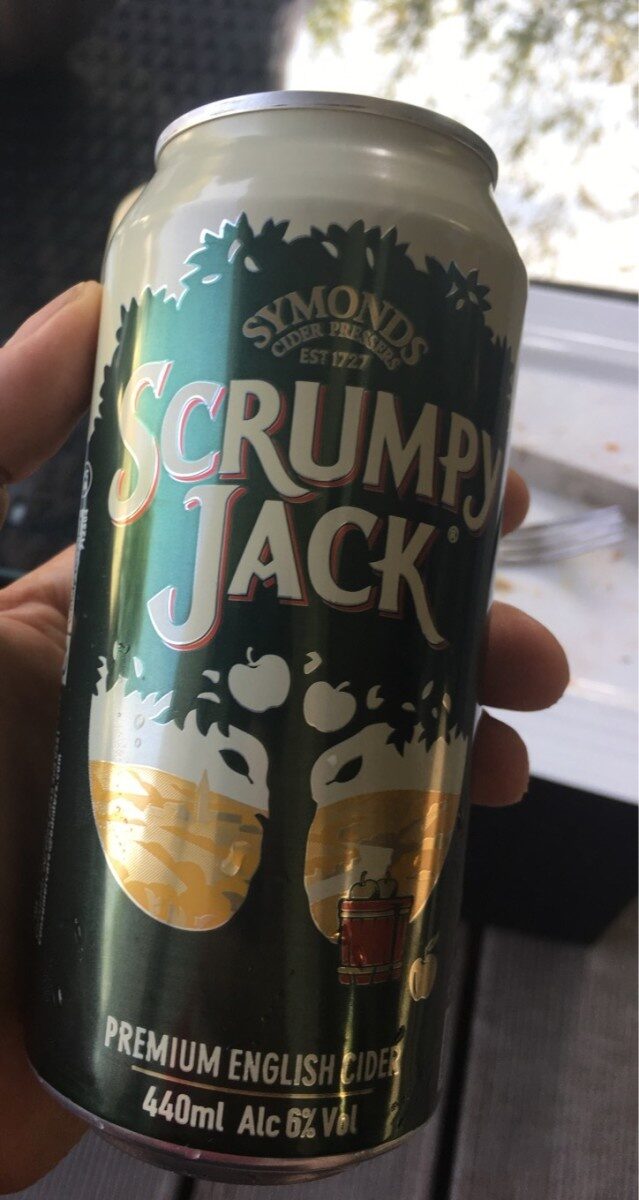 SYMONDS
CIDER PRESSERS
EST 1727
SCRUMPY
JACK®
PREMIUM ENGLISH CIDER
440ml Alc 6% Vol